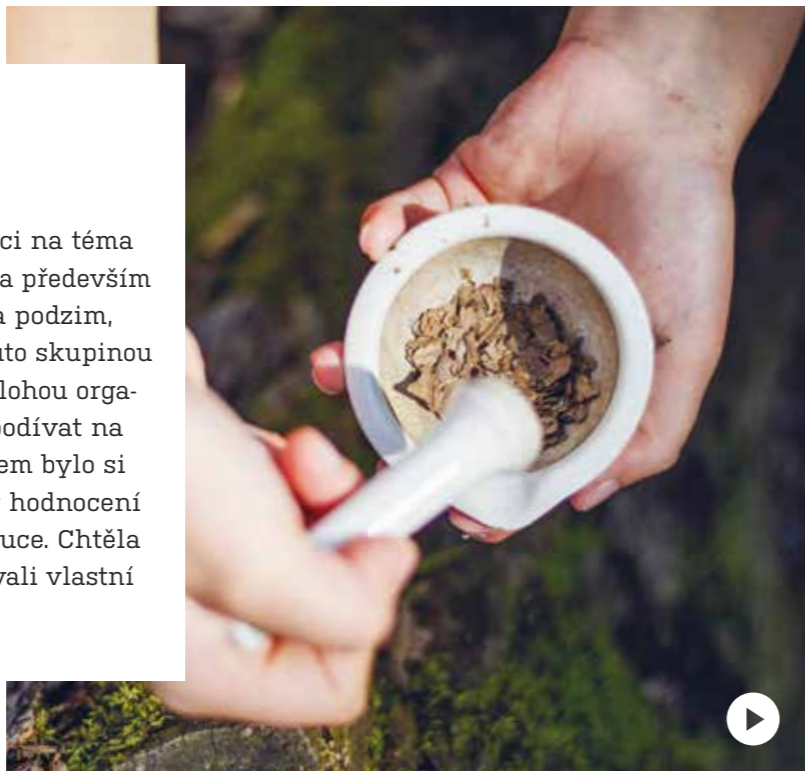 ci na téma
a především
a podzim,
uto skupinou
lohou orga-
podívat na
em bylo si
hodnocení
uce. Chtěla
vali vlastní